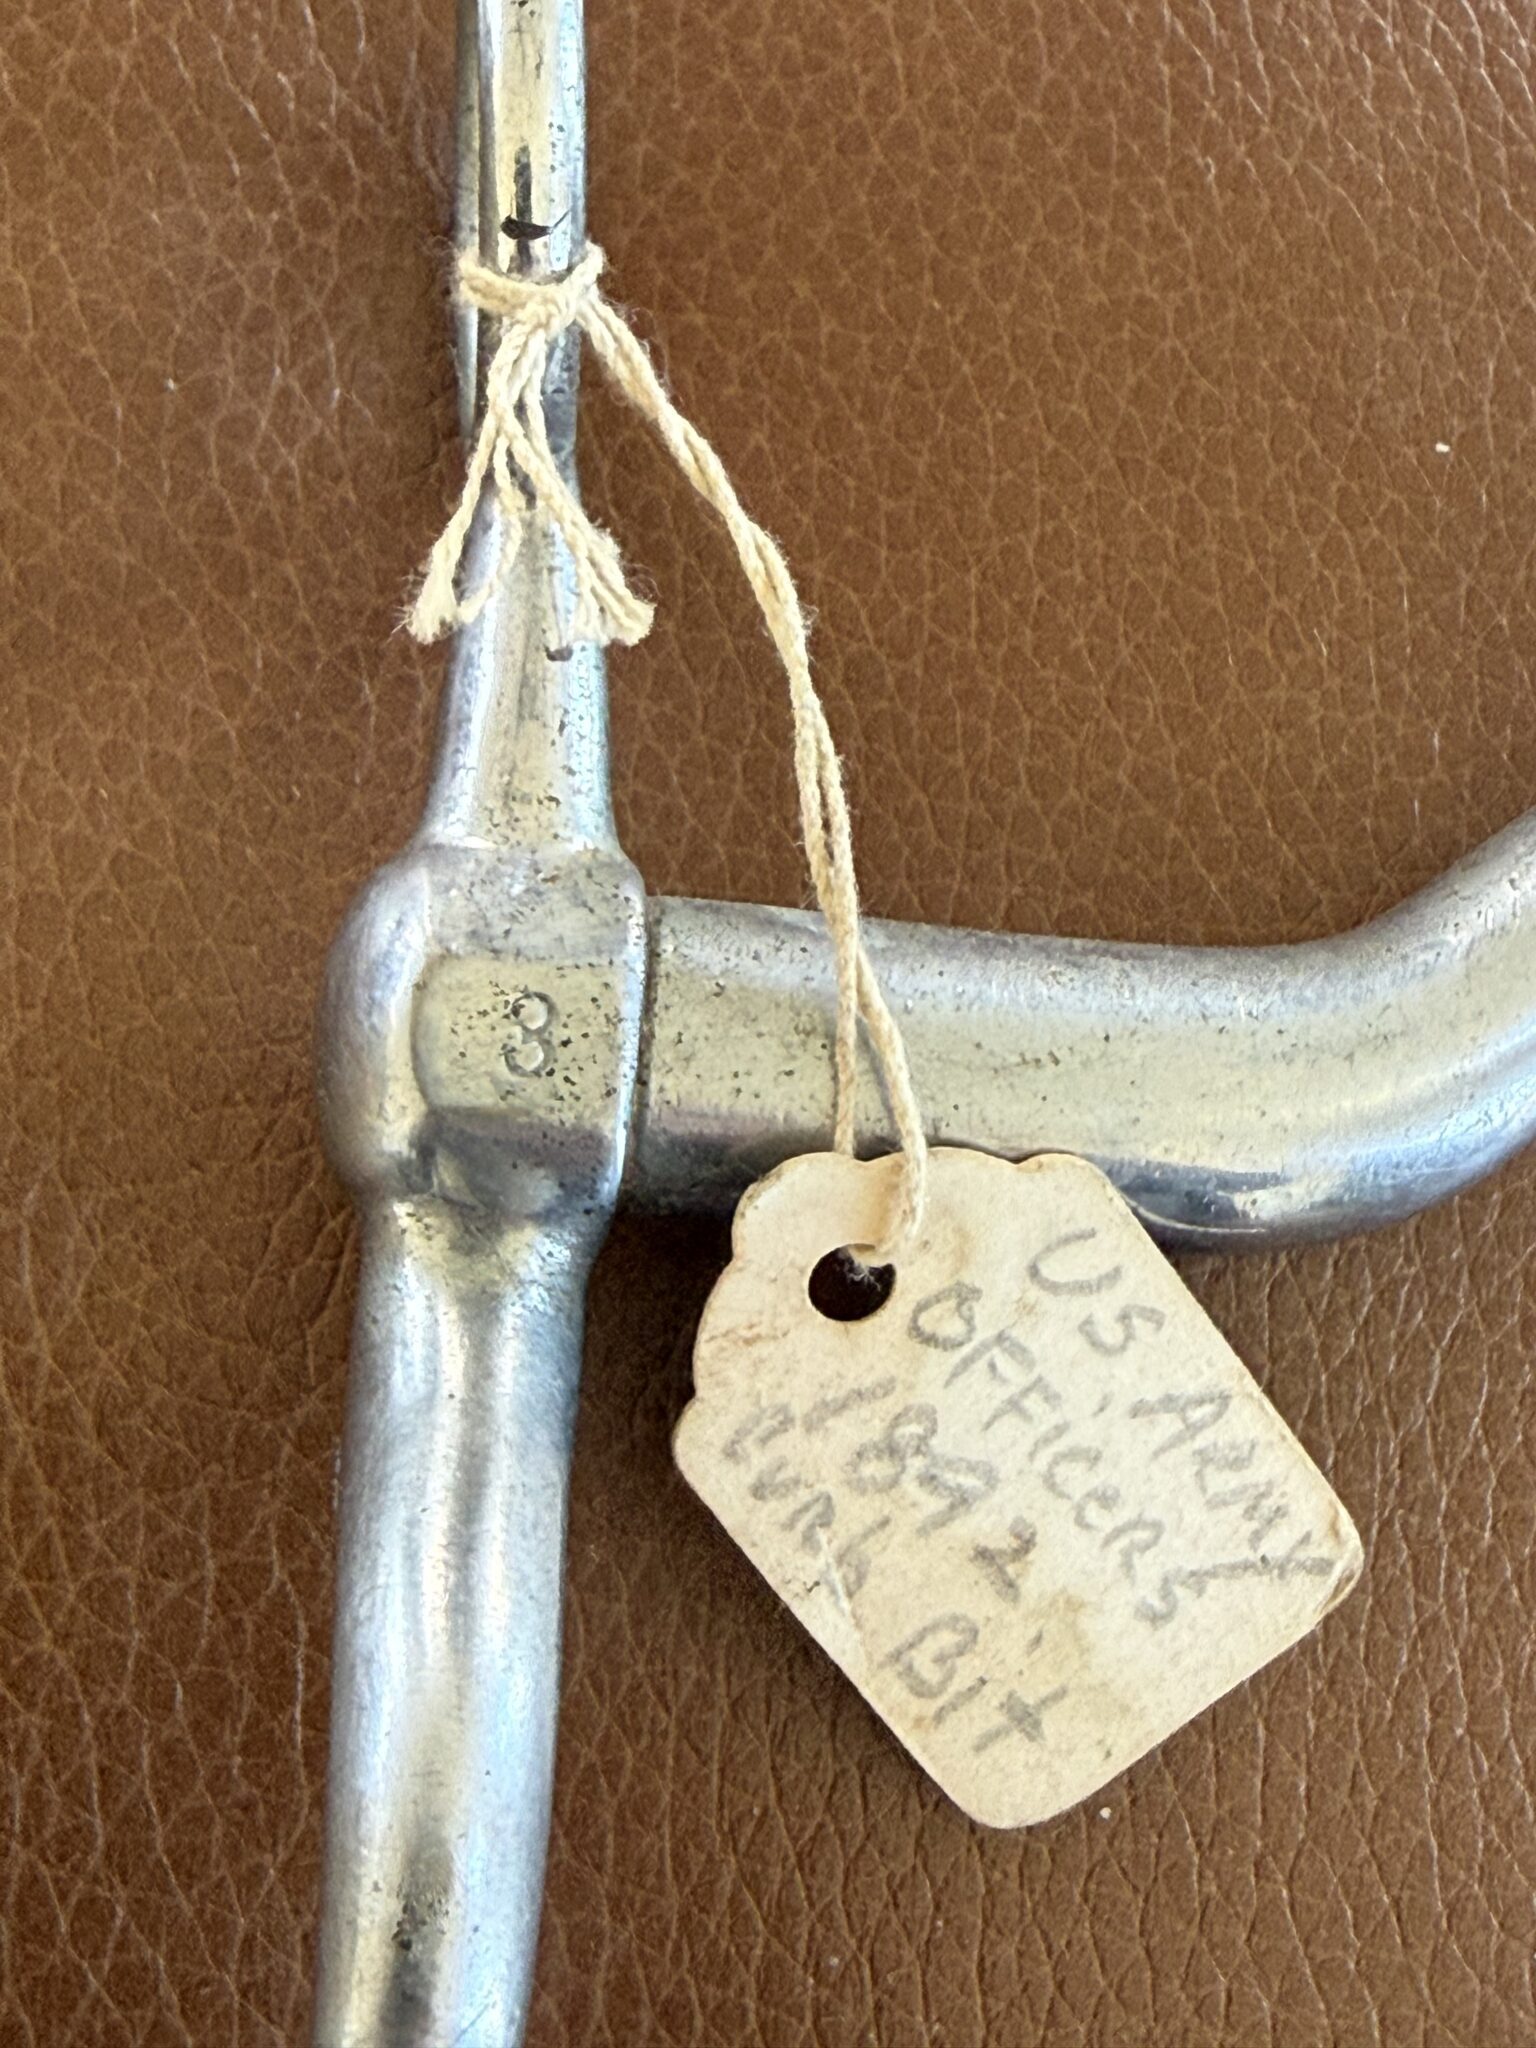 3
US ARMY
OFFICERS
1892
CURb Bit